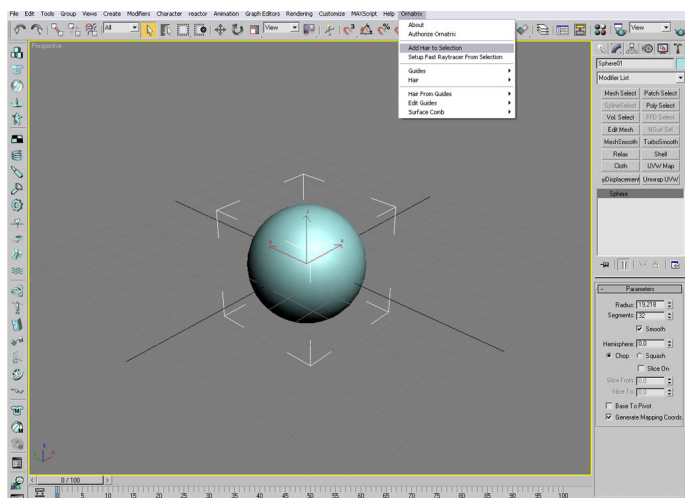 File Edit Tools Group Views Create Modifiers Character reactor Animation Graph Editors Rendering Customize MAXScript Help Ornatrix
All
View
View
About
Authorize Ornatrix
Add Hair to Selection
Setup Fast Raytracer From Selection
Guides
Hair
Hair From Guides
Edit Guides
Surface Comb
Perspective
Sphere01
Modifier List
Mesh Select Patch Select
SplineSelect Poly Select
Vol. Select FFD Select
Edit Mesh NSurf Sel
MeshSmooth TurboSmooth
Relax Shell
Cloth UVW Map
Displacement Unwrap UVW
Sphere
Parameters
Radius: 19,218
Segments: 32
Smooth
Hemisphere: 0,0
Chop Squash
Slice On
Slice From: 0,0
Slice To: 0,0
Base To Pivot
Generate Mapping Coords.
z
x
x
z
0 / 100
0 5 10 15 20 25 30 35 40 45 50 55 60 65 70 75 80 85 90 95 100